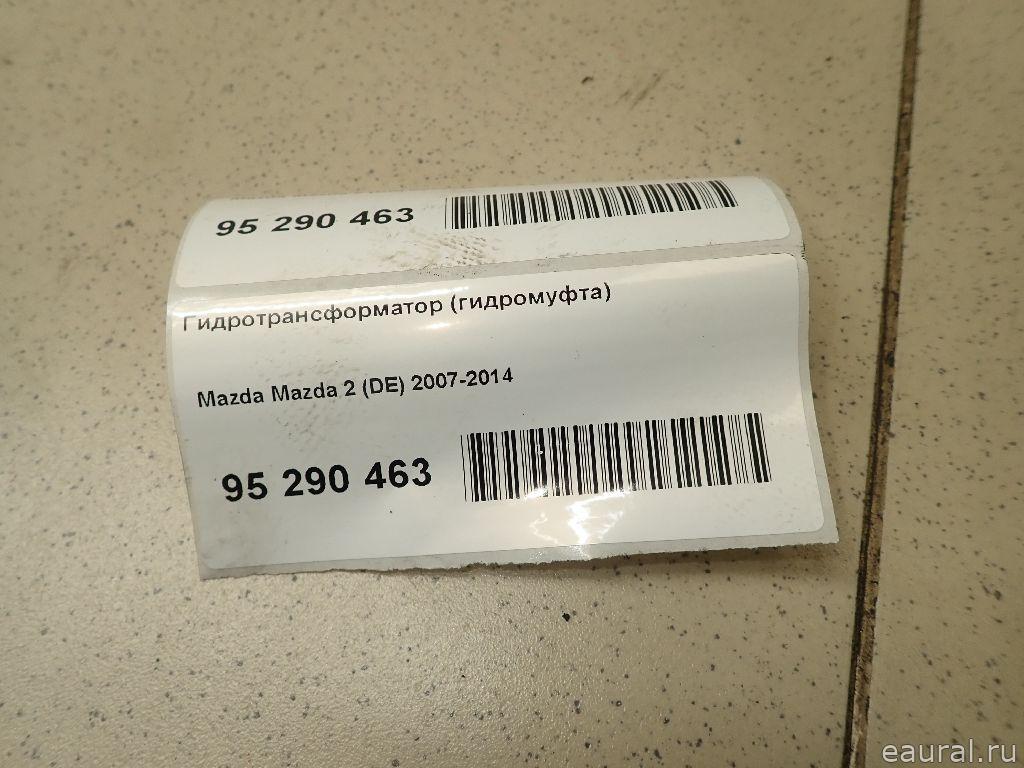 95 290 463
Гидротрансформатор (гидромуфта)
Mazda Mazda 2 (DE) 2007-2014
95 290 463
eaural.ru